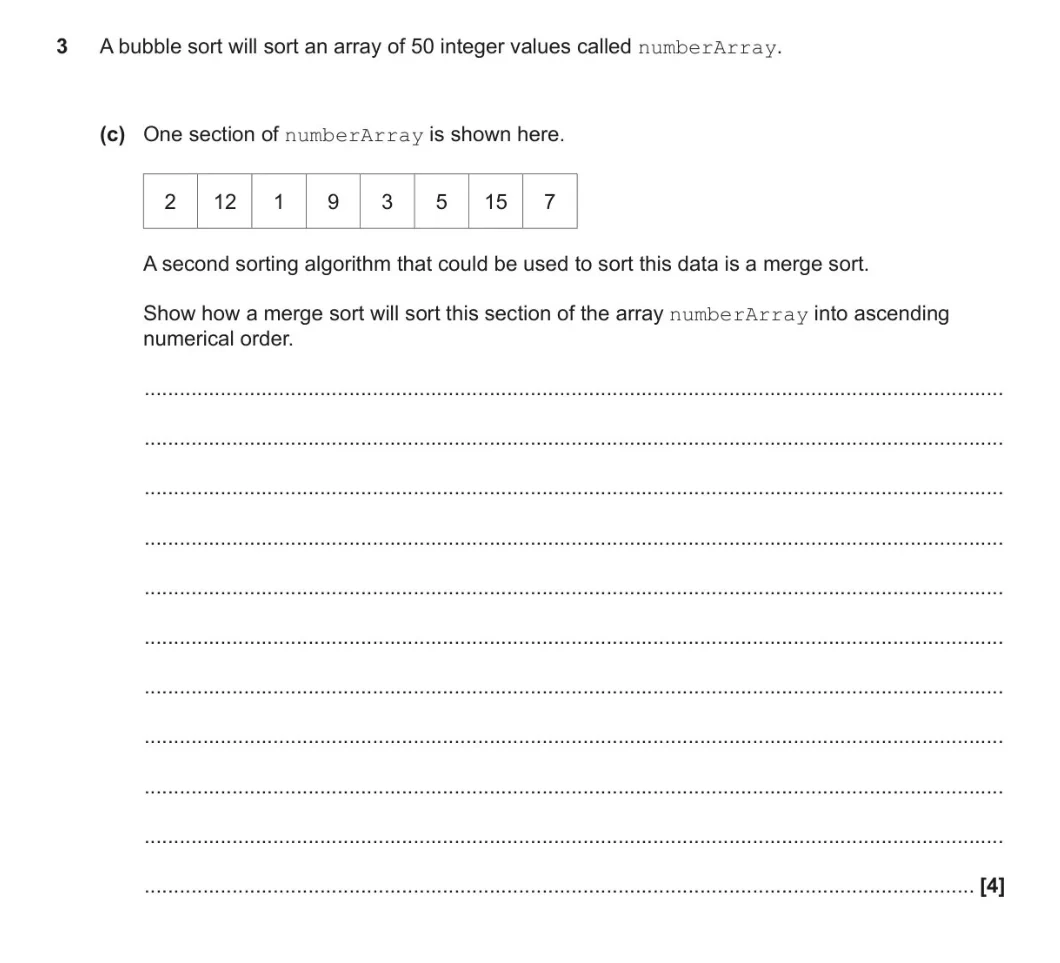 3 A bubble sort will sort an array of 50 integer values called numberArray.
(c) One section of numberArray is shown here.
2 12 1 9 3 5 15 7
A second sorting algorithm that could be used to sort this data is a merge sort.
Show how a merge sort will sort this section of the array numberArray into ascending
numerical order.
[4]